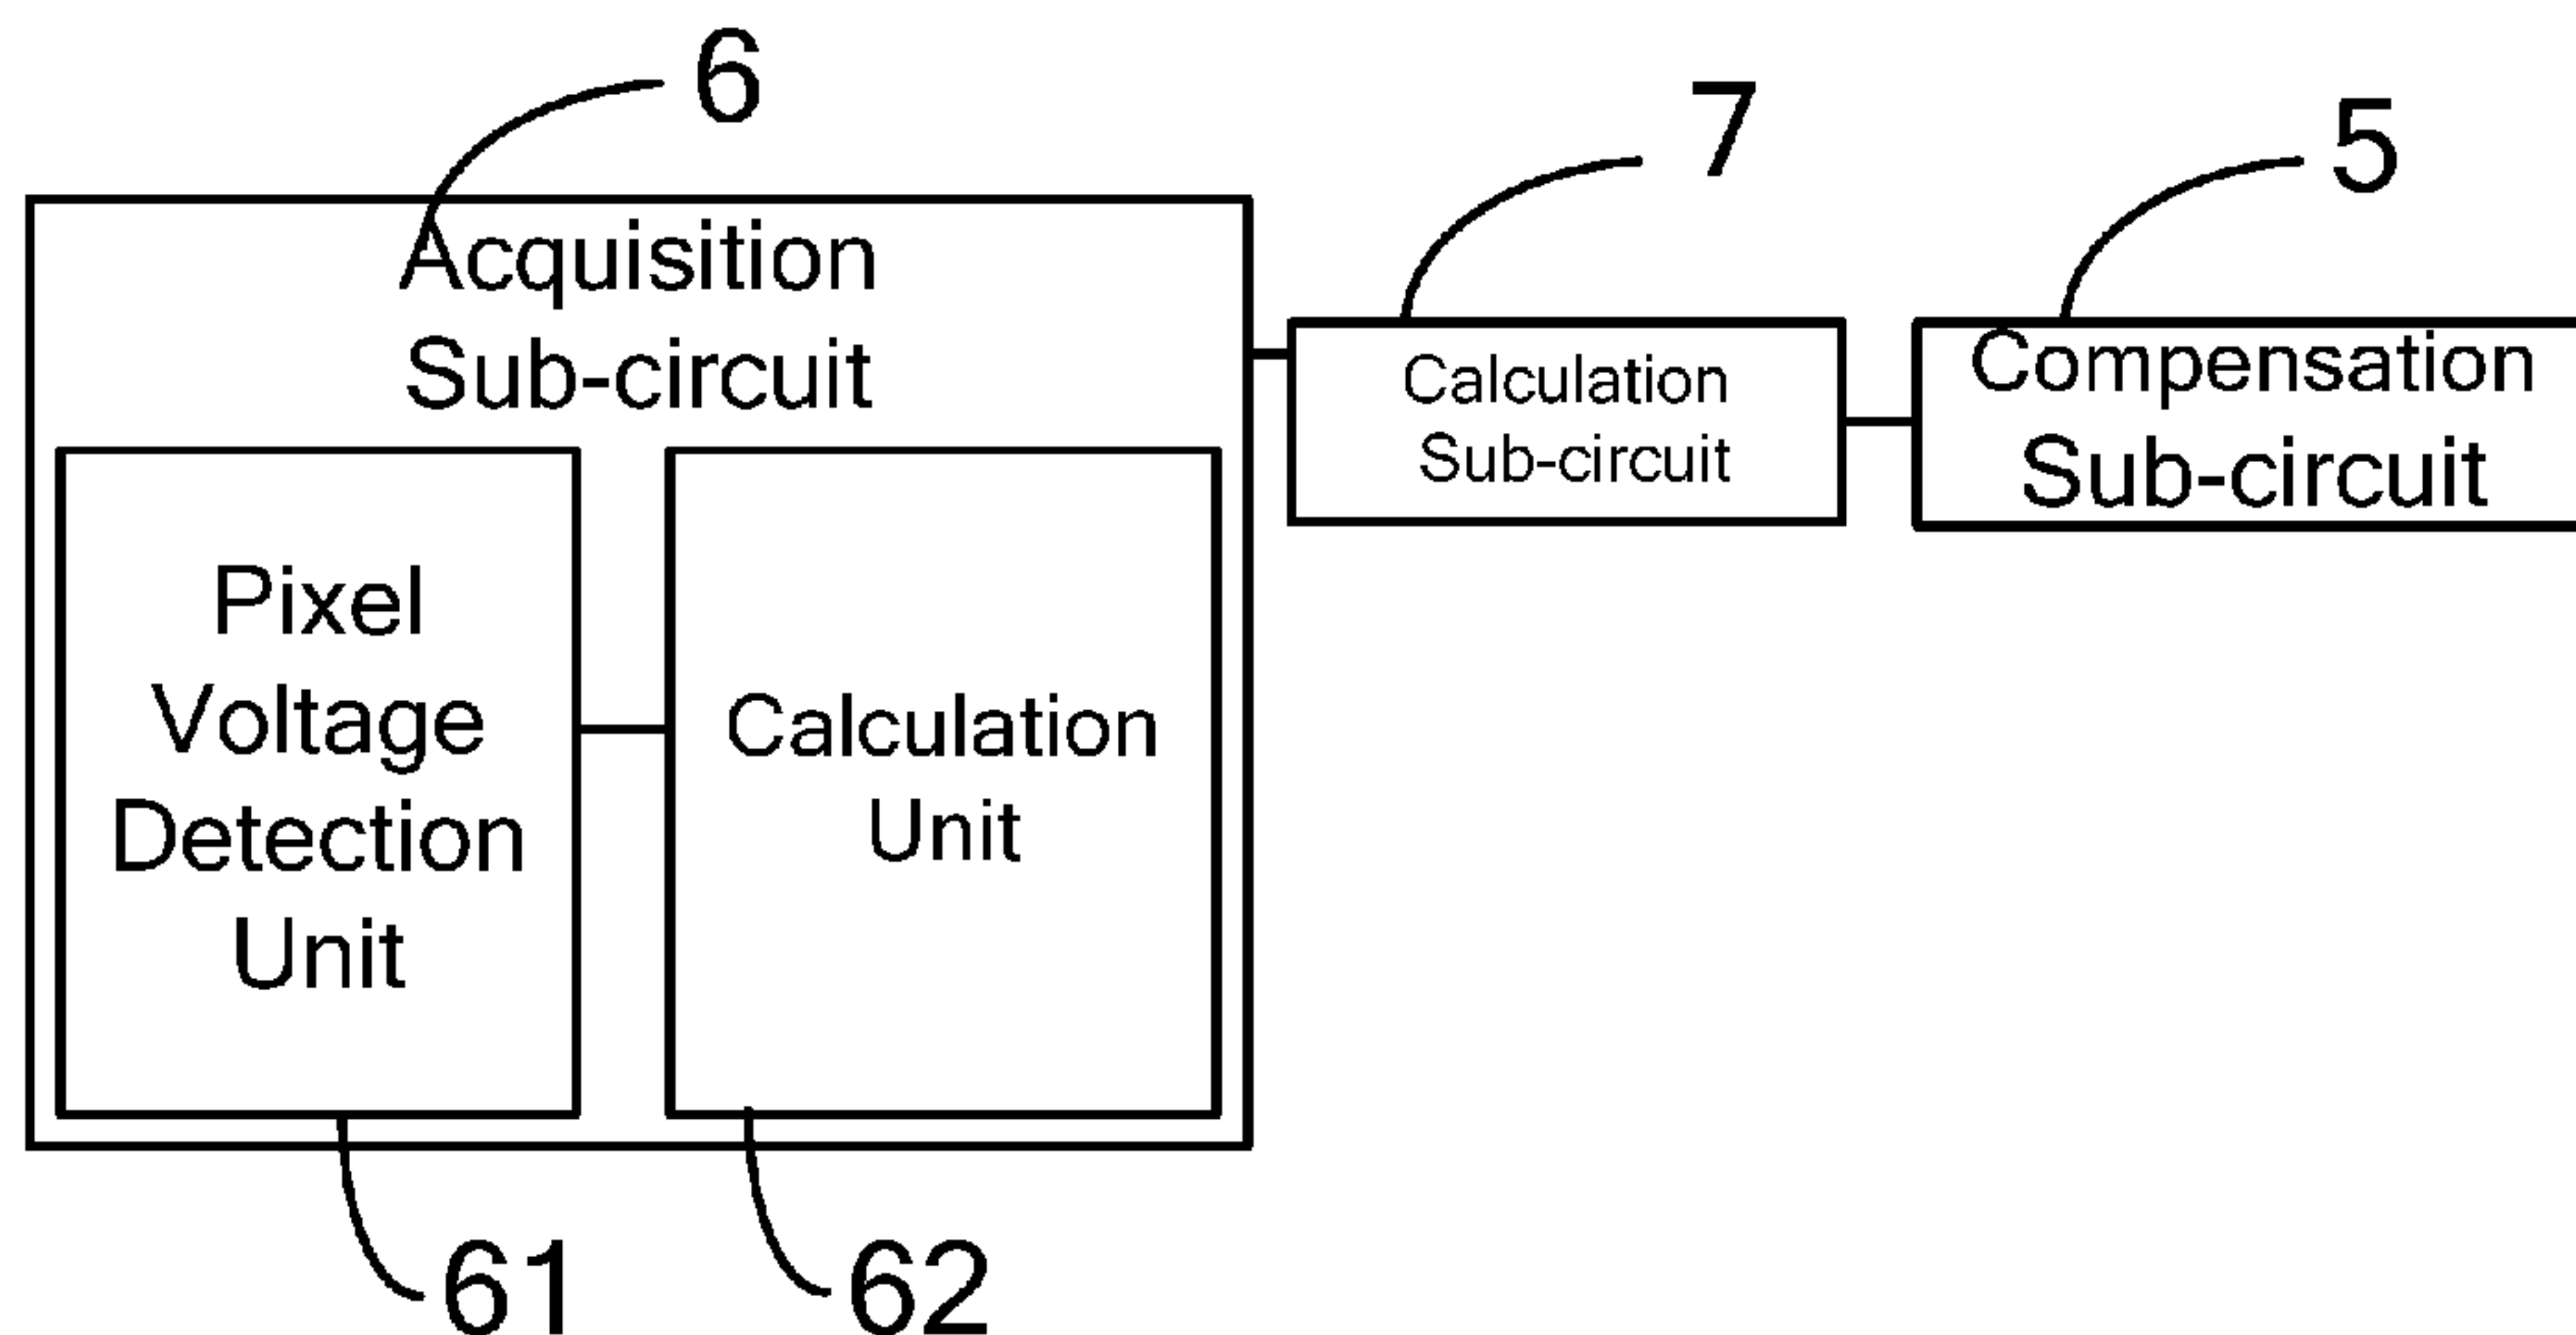 6
7
5
Acquisition
Sub-circuit
Calculation
Sub-circuit
Compensation
Sub-circuit
Pixel
Voltage
Detection
Unit
Calculation
Unit
61
62